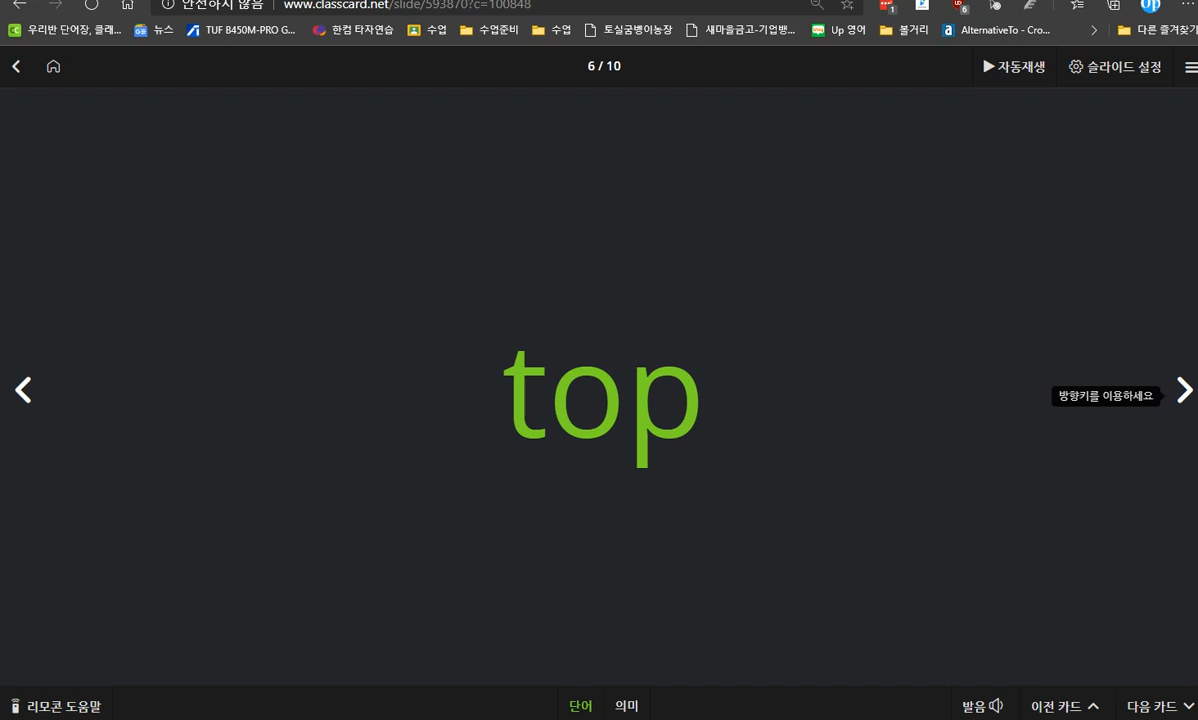 안전하지 않음 www.classcard.net/slide/593870?c=100848
우리반 단어장, 클래... 뉴스 TUF B450M-PRO G... 한컴 타자연습 수업 수업준비 수업 토실굼벵이농장 새마을금고-기업뱅... Up 영어 볼거리 AlternativeTo - Cro... 다른 즐겨찾기
6 / 10 자동재생 슬라이드 설정
top
방향키를 이용하세요
리모콘 도움말 단어 의미 발음 이전 카드 다음 카드